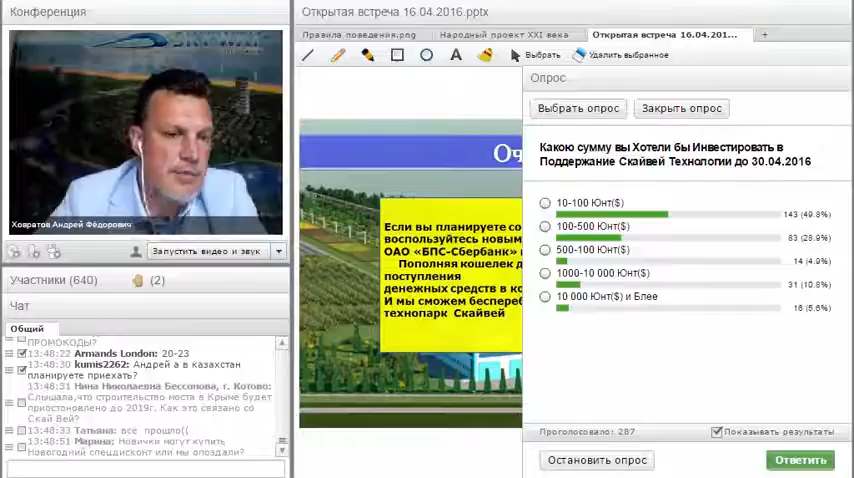 Конференция
SKYWAY
Ховратов Андрей Фёдорович
Запустить видео и звук
Участники (640)
(2)
Чат
Общий
ПРОМОКОДЫ?
13:48:22 Armands London: 20-23
13:48:30 kumis2262: Андрей а в казахстан
планируете приехать?
13:48:31 Нина Николаевна Бессонова, г. Котово:
Слышала,что строительство моста в Крыме будет
приостоновлено до 2019г. Как это связано со
Скай Вей?
13:48:33 Татьяна: всё прошло((
13:48:51 Марина: Новички могут купить
Новогодний спецдисконт или мы опоздали?
Открытая встреча 16.04.2016.pptx
Правила поведения.png
Народный проект XXI века
Открытая встреча 16.04.201...
+
A
Выбрать
Удалить выбранное
Оч
Если вы планируете со
воспользуйтесь новым
ОАО «БПС-Сбербанк»
Пополняя кошелек д
поступления
денежных средств в ко
И мы сможем беспереб
технопарк Скайвей
Опрос
Выбрать опрос
Закрыть опрос
Какою сумму вы Хотели бы Инвестировать в
Поддержание Скайвей Технологии до 30.04.2016
10-100 Юнт($)
143 (49.8%)
100-500 Юнт($)
83 (28.9%)
500-100 Юнт($)
14 (4.9%)
1000-10 000 Юнт($)
31 (10.8%)
10 000 Юнт($) и Блее
16 (5.6%)
Проголосовало: 287
Показывать результаты
Остановить опрос
Ответить